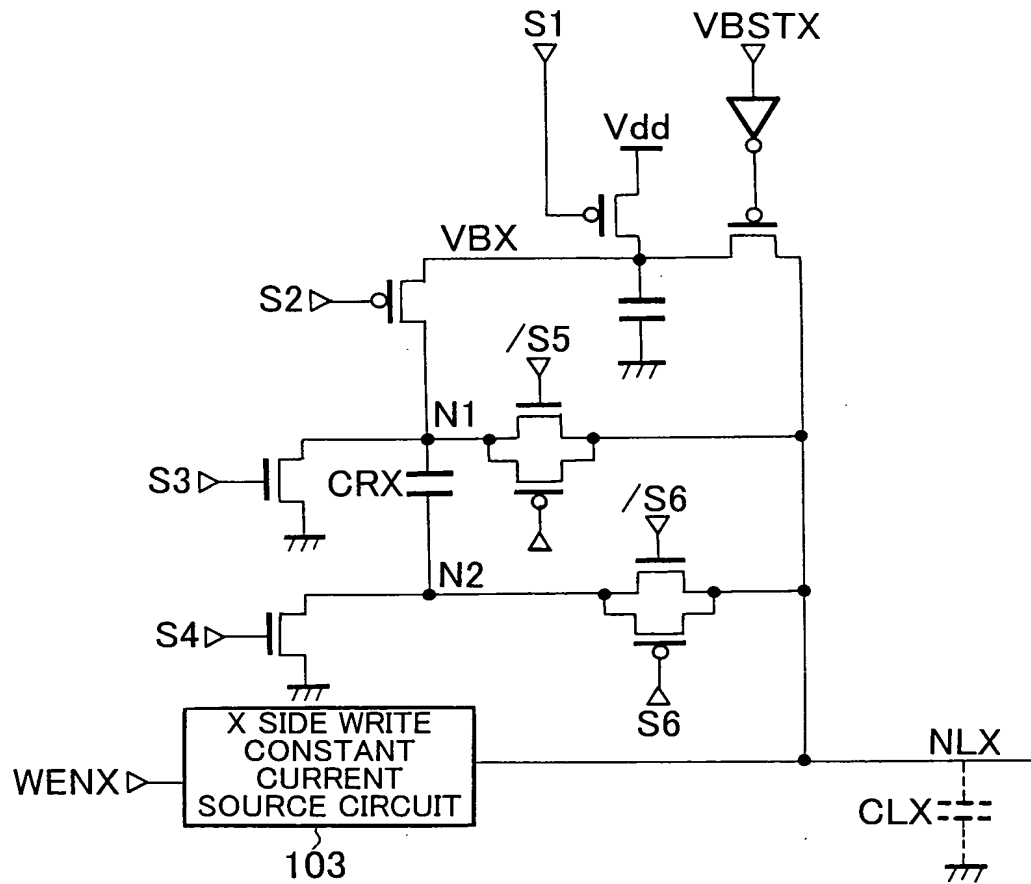 S1
VBSTX
Vdd
VBX
S2
/S5
N1
S3
CRX
/S6
N2
S4
S6
X SIDE WRITE
CONSTANT
CURRENT
SOURCE CIRCUIT
WENX
NLX
CLX
103